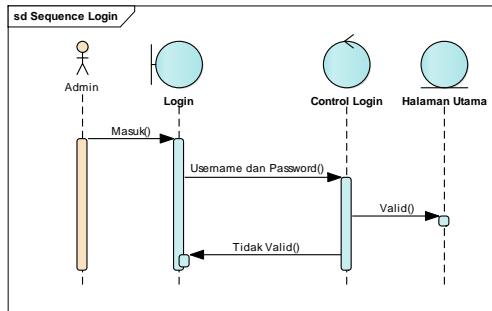 sd Sequence Login
Admin
Login
Control Login
Halaman Utama
Masuk()
Username dan Password()
Valid()
Tidak Valid()